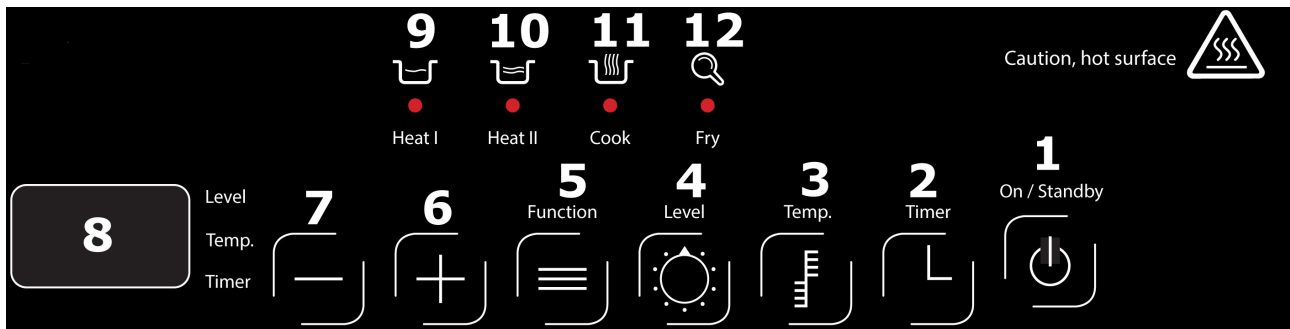 9 10 11 12
Caution, hot surface
Heat I Heat II Cook Fry
1
5 4 3 2
On / Standby
Level
7 6
Function Level Temp. Timer
8
Temp.
Timer